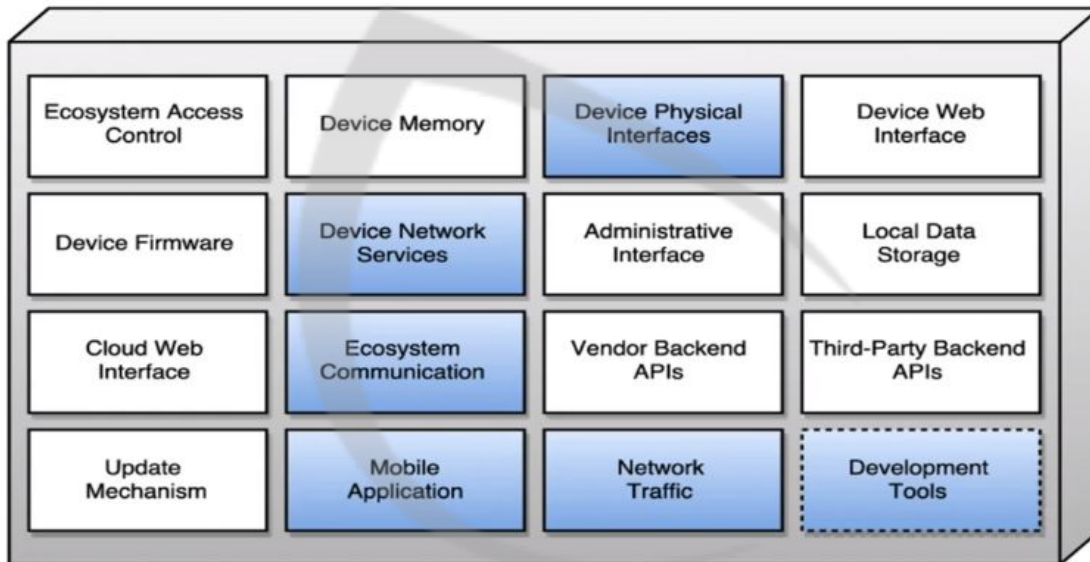 Ecosystem Access
Control
Device Memory
Device Physical
Interfaces
Device Web
Interface
Device Firmware
Device Network
Services
Administrative
Interface
Local Data
Storage
Cloud Web
Interface
Ecosystem
Communication
Vendor Backend
APIs
Third-Party Backend
APIs
Update
Mechanism
Mobile
Application
Network
Traffic
Development
Tools